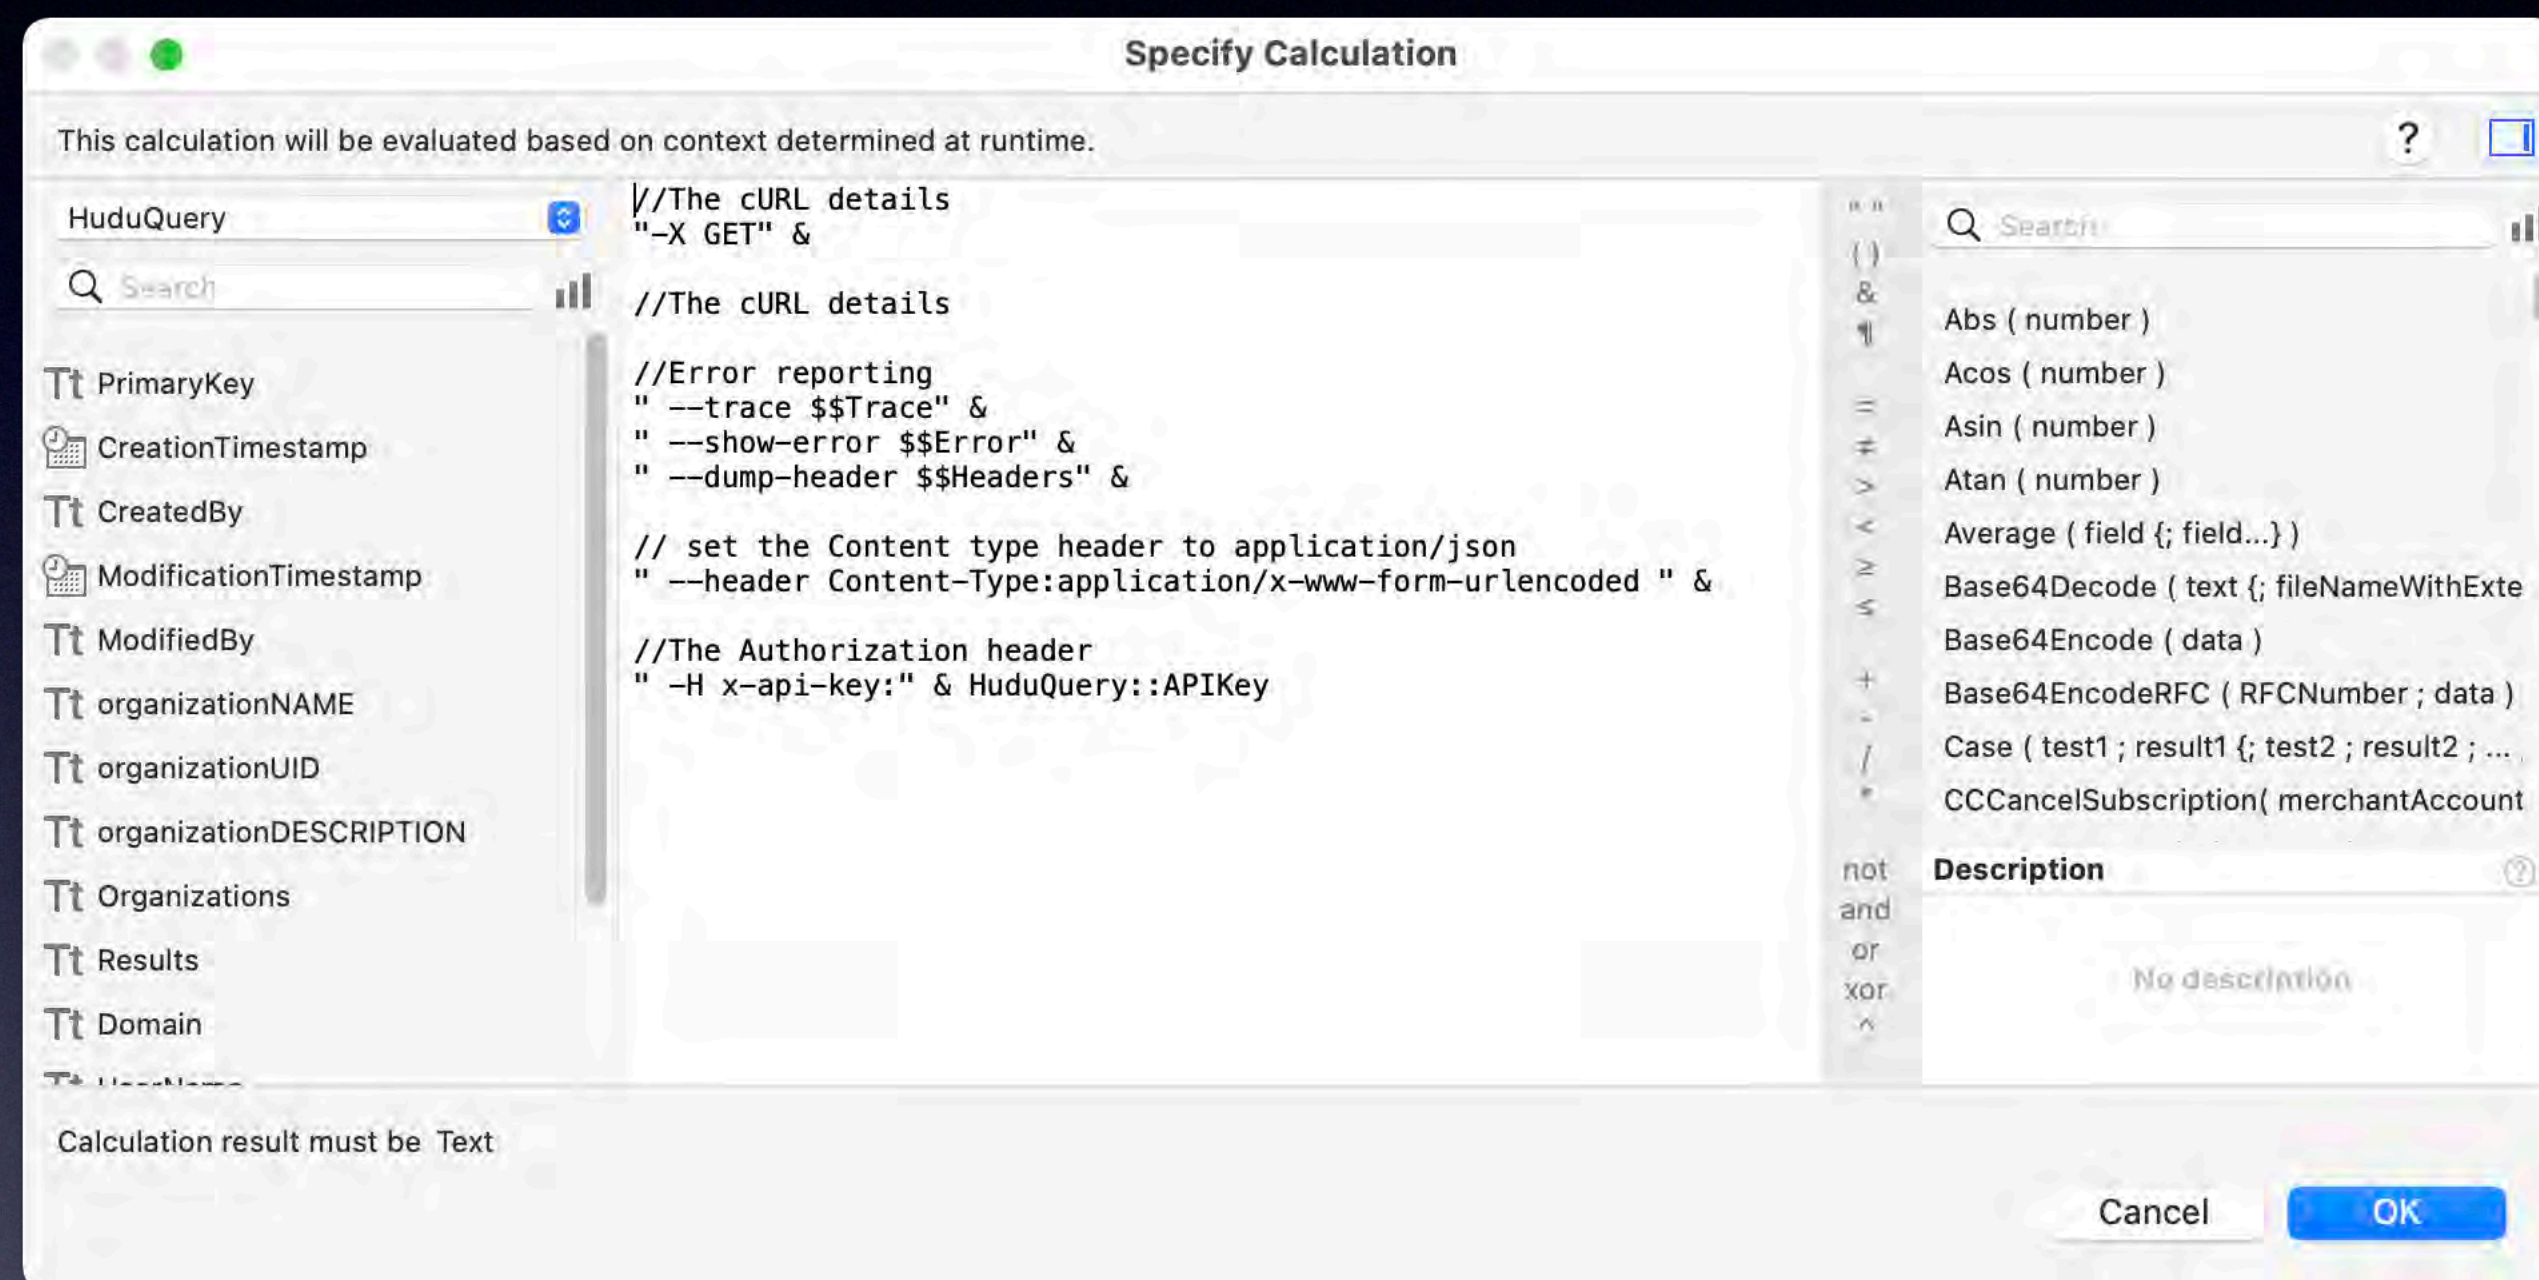 Specify Calculation
This calculation will be evaluated based on context determined at runtime.
?
HuduQuery
Search
PrimaryKey
CreationTimestamp
CreatedBy
ModificationTimestamp
ModifiedBy
organizationNAME
organizationUID
organizationDESCRIPTION
Organizations
Results
Domain
//The cURL details
"-X GET" &
//The cURL details
//Error reporting
" --trace $$Trace" &
" --show-error $$Error" &
" --dump-header $$Headers" &
// set the Content type header to application/json
" --header Content-Type:application/x-www-form-urlencoded " &
//The Authorization header
" -H x-api-key:" & HuduQuery::APIKey
" "
( )
&
¶
=
≠
>
<
≥
≤
+
-
/
*
not
and
or
xor
^
Search
Abs ( number )
Acos ( number )
Asin ( number )
Atan ( number )
Average ( field {; field...} )
Base64Decode ( text {; fileNameWithExte
Base64Encode ( data )
Base64EncodeRFC ( RFCNumber ; data )
Case ( test1 ; result1 {; test2 ; result2 ; ...
CCCancelSubscription( merchantAccount
Description
No description
Calculation result must be Text
Cancel
OK